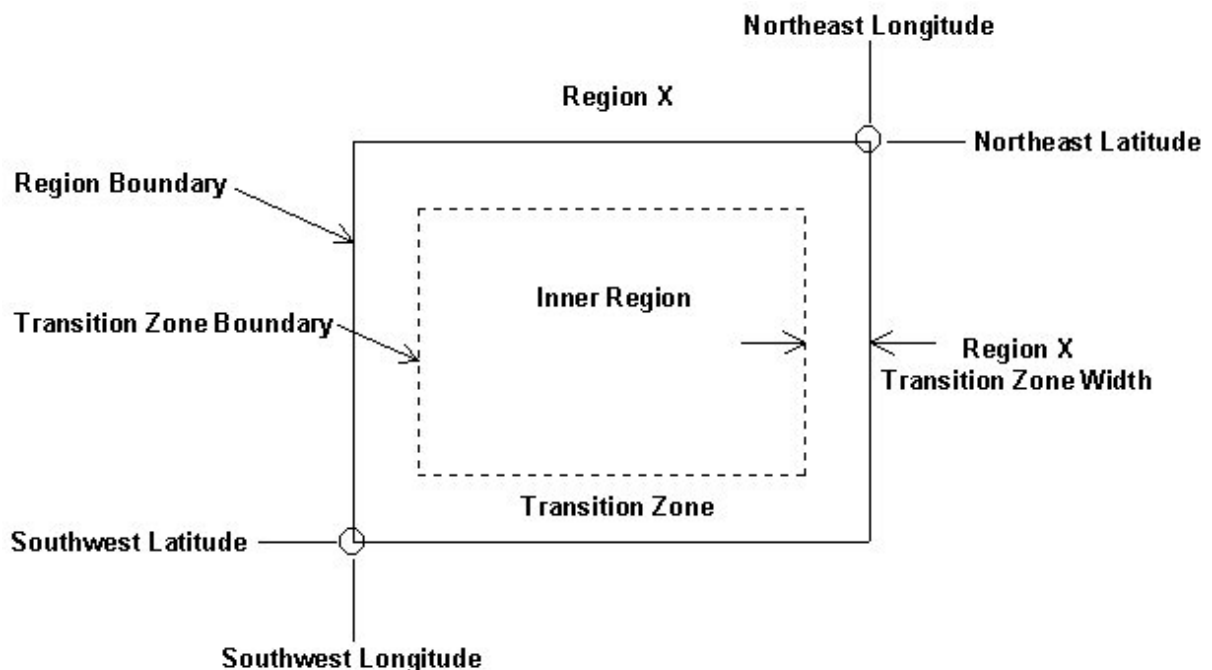 Northeast Longitude
Region X
Northeast Latitude
Region Boundary
Inner Region
Transition Zone Boundary
Region X
Transition Zone Width
Transition Zone
Southwest Latitude
Southwest Longitude